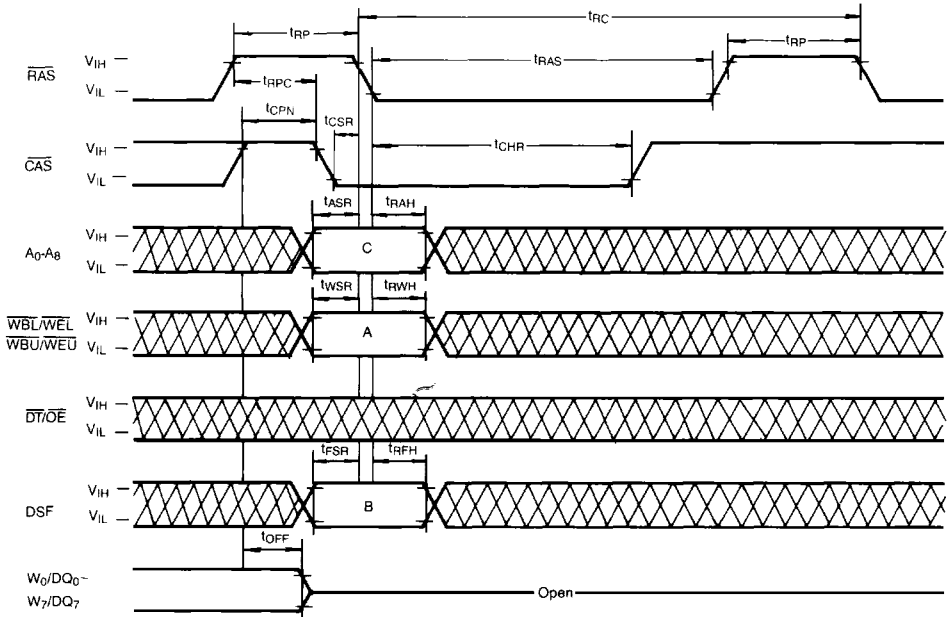 tRC
tRP
tRP
RAS
VIH
VIL
tRAS
tRPC
tCPN
tCSR
CAS
VIH
VIL
tCHR
tASR
tRAH
A0-A8
VIH
VIL
C
tWSR
tRWH
WBL/WEL
WBU/WEU
VIH
VIL
A
DT/OE
VIH
VIL
tFSR
tRFH
DSF
VIH
VIL
B
tOFF
W0/DQ0–
W7/DQ7
Open